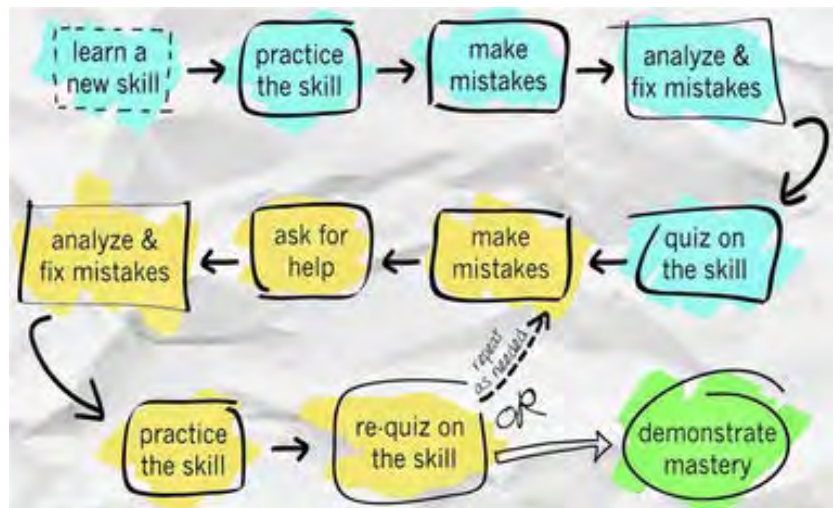 learn a
new skill
practice
the skill
make
mistakes
analyze &
fix mistakes
quiz on
the skill
make
mistakes
ask for
help
analyze &
fix mistakes
practice
the skill
re-quiz on
the skill
repeat
as needed
OR
demonstrate
mastery